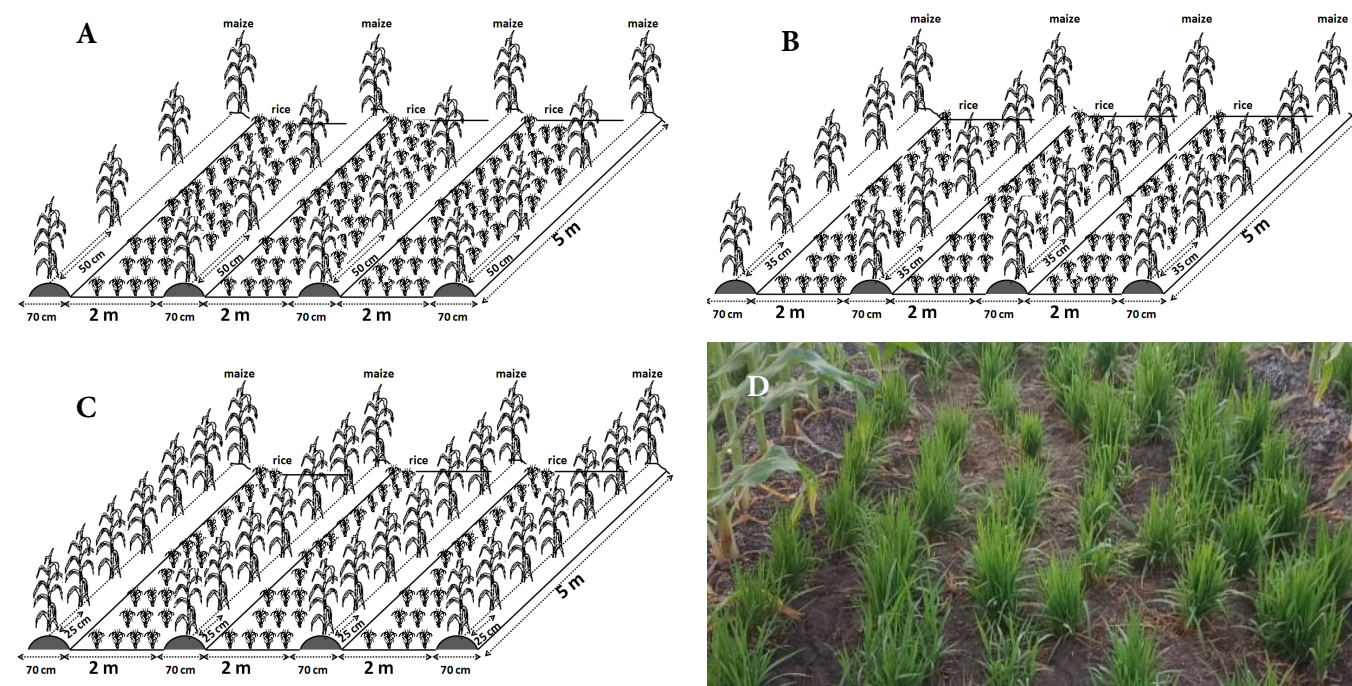 A
maize maize maize maize
rice rice rice
50 cm 50 cm 50 cm 50 cm
5 m
70 cm 2 m 70 cm 2 m 70 cm 2 m 70 cm
B
maize maize maize maize
rice rice rice
35 cm 35 cm 35 cm 35 cm
5 m
70 cm 2 m 70 cm 2 m 70 cm 2 m 70 cm
C
maize maize maize maize
rice rice rice
25 cm 25 cm 25 cm 25 cm
5 m
70 cm 2 m 70 cm 2 m 70 cm 2 m 70 cm
D